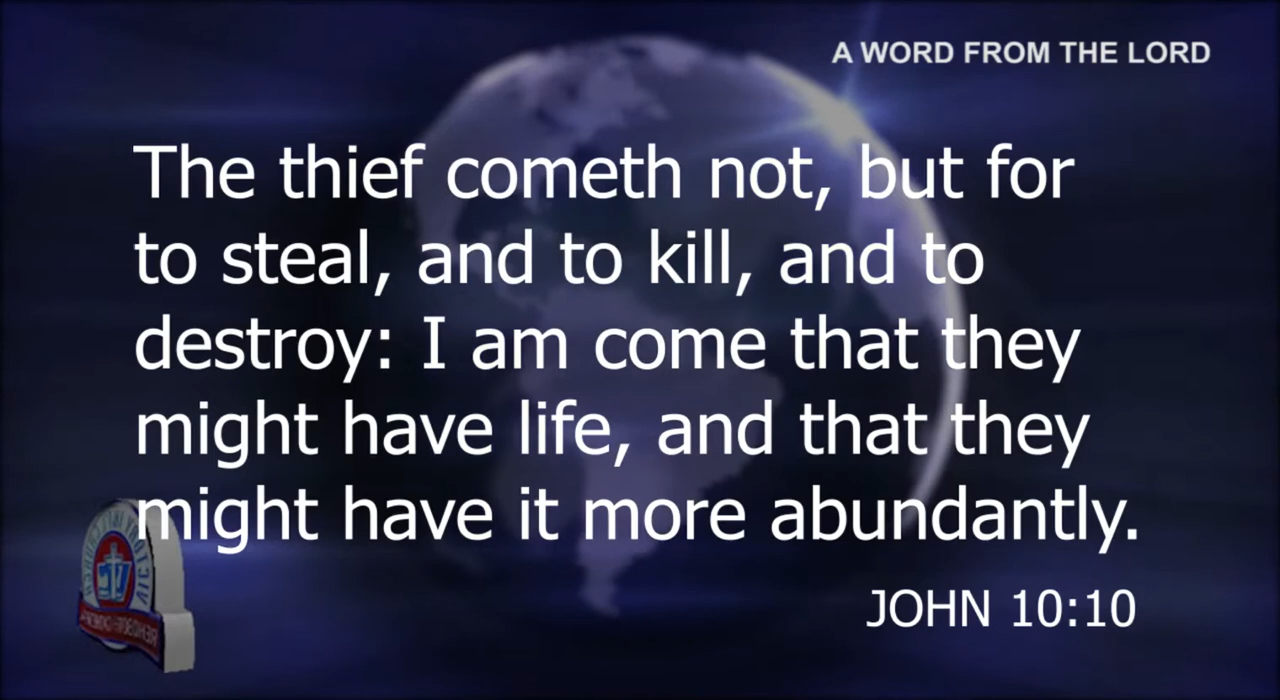 A WORD FROM THE LORD
The thief cometh not, but for
to steal, and to kill, and to
destroy: I am come that they
might have life, and that they
might have it more abundantly.
JOHN 10:10